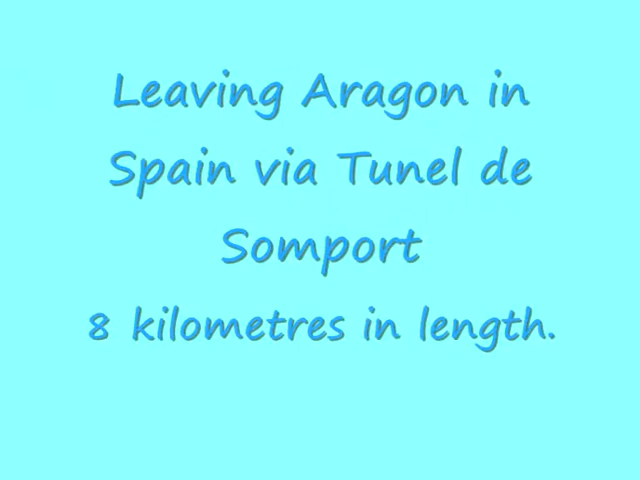 Leaving Aragon in
Spain via Tunel de
Somport
8 kilometres in length.